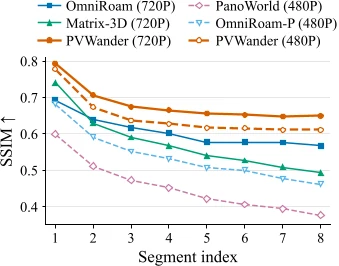 OmniRoam (720P) PanoWorld (480P)
Matrix-3D (720P) OmniRoam-P (480P)
PVWander (720P) PVWander (480P)
SSIM ↑
0.8
0.7
0.6
0.5
0.4
1 2 3 4 5 6 7 8
Segment index